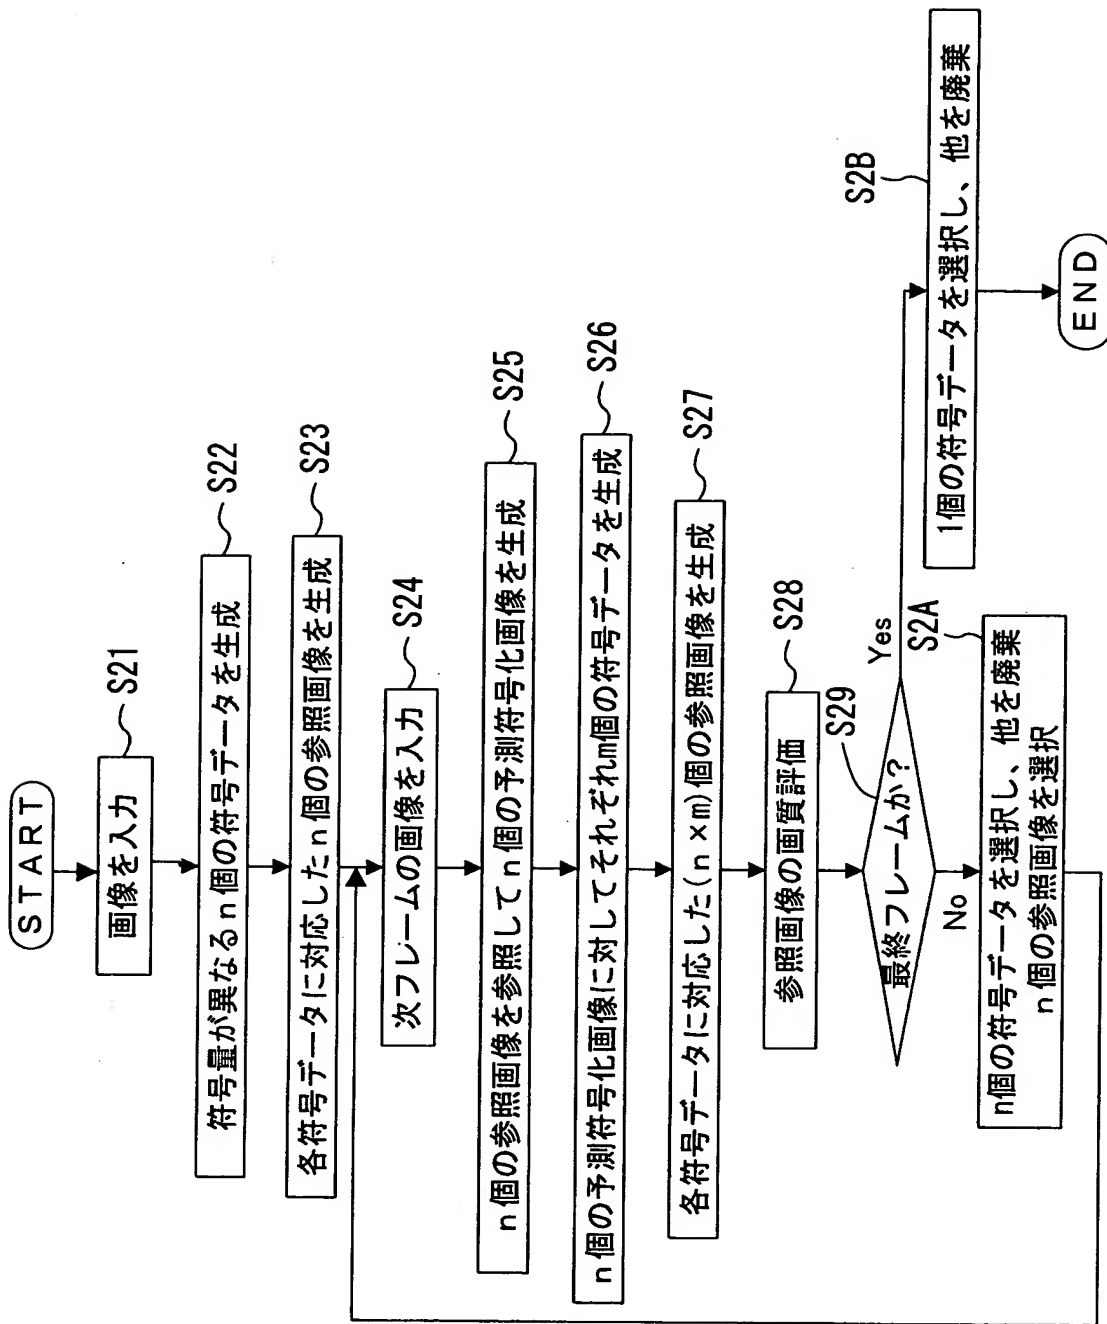 START
画像を入力
S21
符号量が異なるn個の符号データを生成
S22
各符号データに対応したn個の参照画像を生成
S23
次フレームの画像を入力
S24
n個の参照画像を参照してn個の予測符号化画像を生成
S25
n個の予測符号化画像に対してそれぞれm個の符号データを生成
S26
各符号データに対応した(n×m)個の参照画像を生成
S27
参照画像の画質評価
S28
最終フレームか?
S29
Yes
No
n個の符号データを選択し、他を廃棄
n個の参照画像を選択
S2A
1個の符号データを選択し、他を廃棄
S2B
END